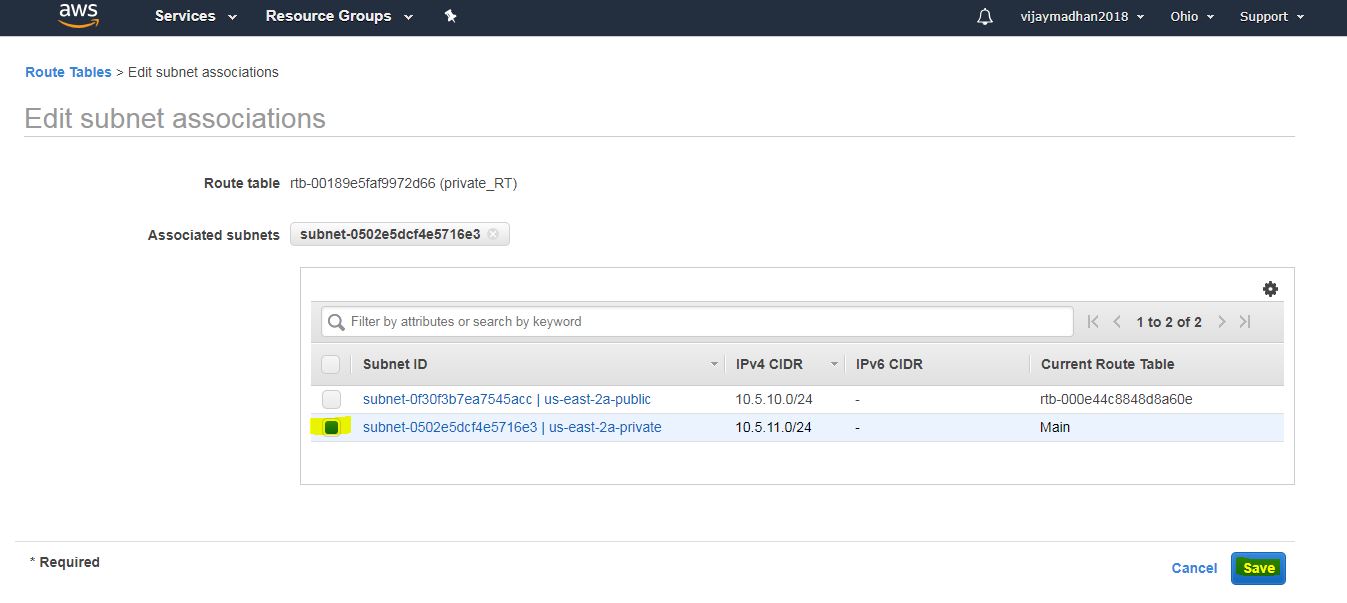 aws Services Resource Groups vijaymadhan2018 Ohio Support
Route Tables > Edit subnet associations
Edit subnet associations
Route table rtb-00189e5faf9972d66 (private_RT)
Associated subnets subnet-0502e5dcf4e5716e3
Filter by attributes or search by keyword 1 to 2 of 2
Subnet ID IPv4 CIDR IPv6 CIDR Current Route Table
subnet-0f30f3b7ea7545acc | us-east-2a-public 10.5.10.0/24 - rtb-000e44c8848d8a60e
subnet-0502e5dcf4e5716e3 | us-east-2a-private 10.5.11.0/24 - Main
* Required
Cancel Save